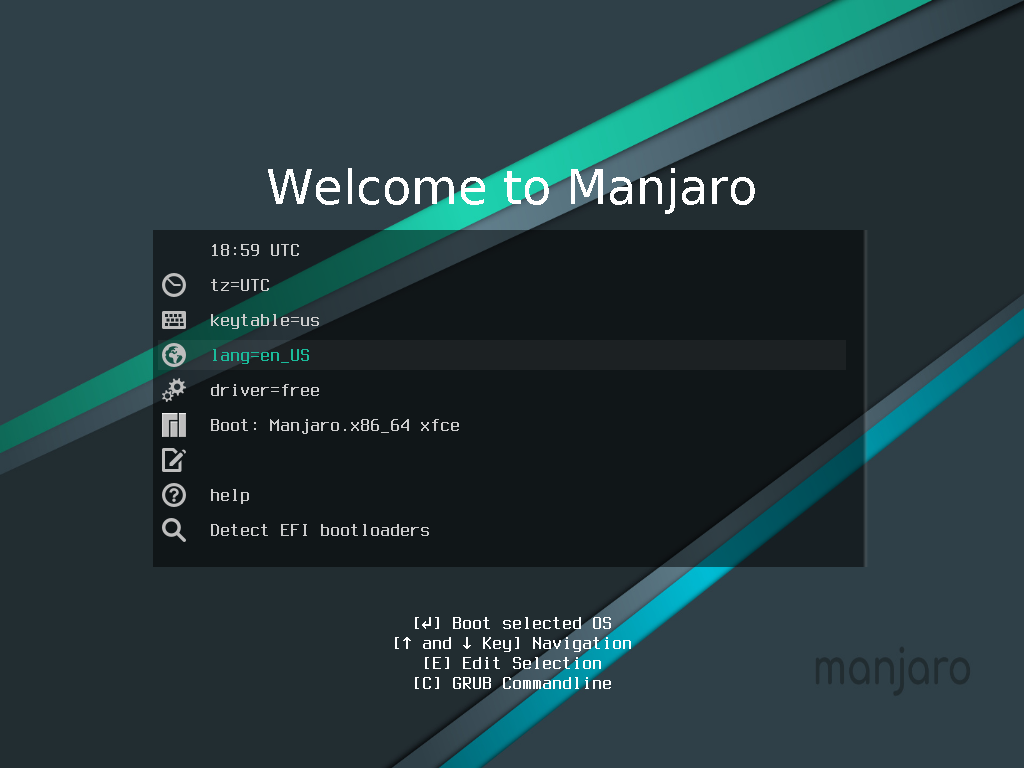 Welcome to Manjaro
18:59 UTC
tz=UTC
keytable=us
lang=en_US
driver=free
Boot: Manjaro.x86_64 xfce
help
Detect EFI bootloaders
[↲] Boot selected OS
[↑ and ↓ Key] Navigation
[E] Edit Selection
[C] GRUB Commandline
manjaro